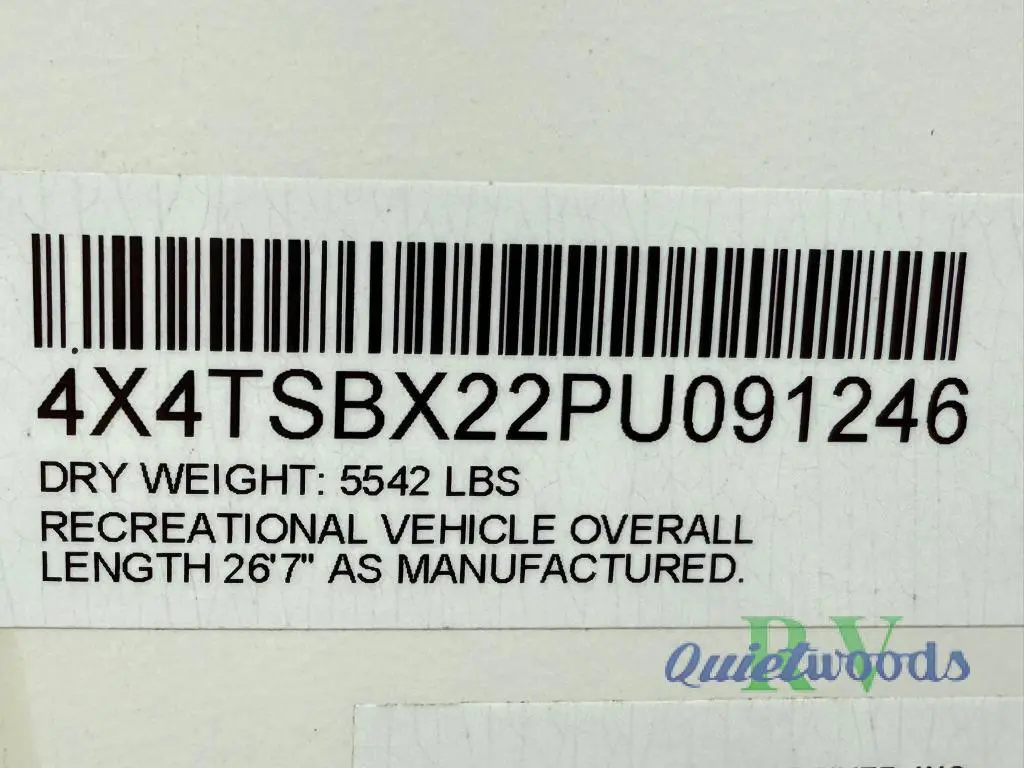 4X4TSBX22PU091246
DRY WEIGHT: 5542 LBS
RECREATIONAL VEHICLE OVERALL
LENGTH 26'7" AS MANUFACTURED.
RV
Quietwoods